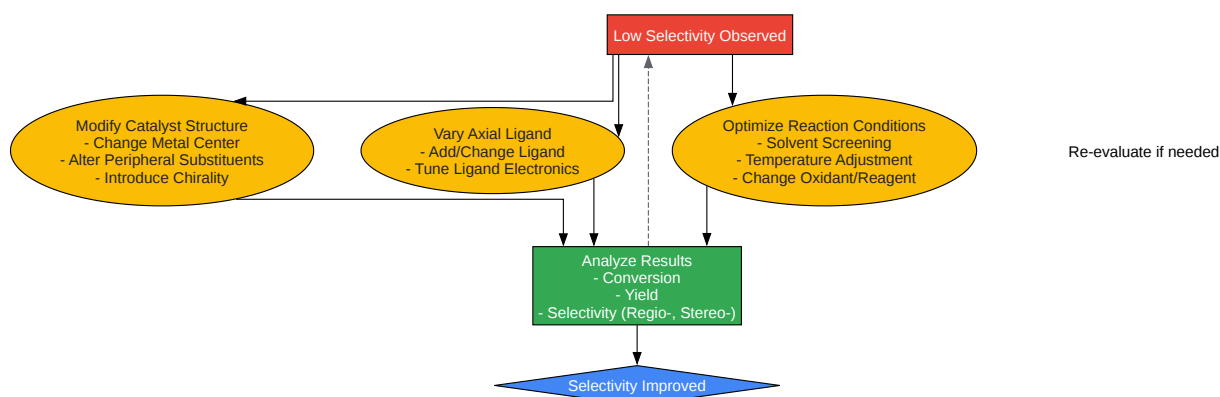 Low Selectivity Observed
Modify Catalyst Structure
- Change Metal Center
- Alter Peripheral Substituents
- Introduce Chirality
Vary Axial Ligand
- Add/Change Ligand
- Tune Ligand Electronics
Optimize Reaction Conditions
- Solvent Screening
- Temperature Adjustment
- Change Oxidant/Reagent
Re-evaluate if needed
Analyze Results
- Conversion
- Yield
- Selectivity (Regio-, Stereo-)
Selectivity Improved